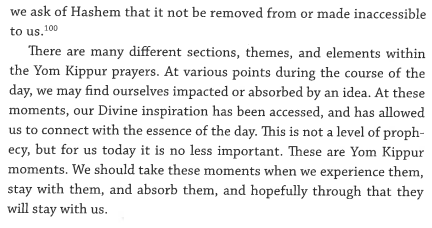 we ask of Hashem that it not be removed from or made inaccessible
to us.100
There are many different sections, themes, and elements within
the Yom Kippur prayers. At various points during the course of the
day, we may find ourselves impacted or absorbed by an idea. At these
moments, our Divine inspiration has been accessed, and has allowed
us to connect with the essence of the day. This is not a level of proph-
ecy, but for us today it is no less important. These are Yom Kippur
moments. We should take these moments when we experience them,
stay with them, and absorb them, and hopefully through that they
will stay with us.